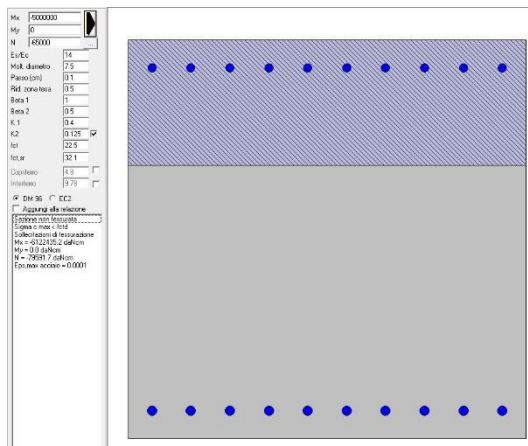 Mx -5000000
My 0
N -65000
...
Es/Ec 14
Molt. diametro 7.5
Passo (cm) 0.1
Rid. zona tesa 0.5
Beta 1 1
Beta 2 0.5
K 1 0.4
K2 0.125
fct 22.5
fct,sr 32.1
Copriferro 4.8
Interferro 9.78
DM 96 EC2
Aggiungi alla relazione
Sezione non fessurata
Sigma c max < fctd
Sollecitazioni di fessurazione
Mx = -6122435.2 daNcm
My = 0.0 daNcm
N = -79591.7 daNcm
Eps,max acciaio = 0.0001